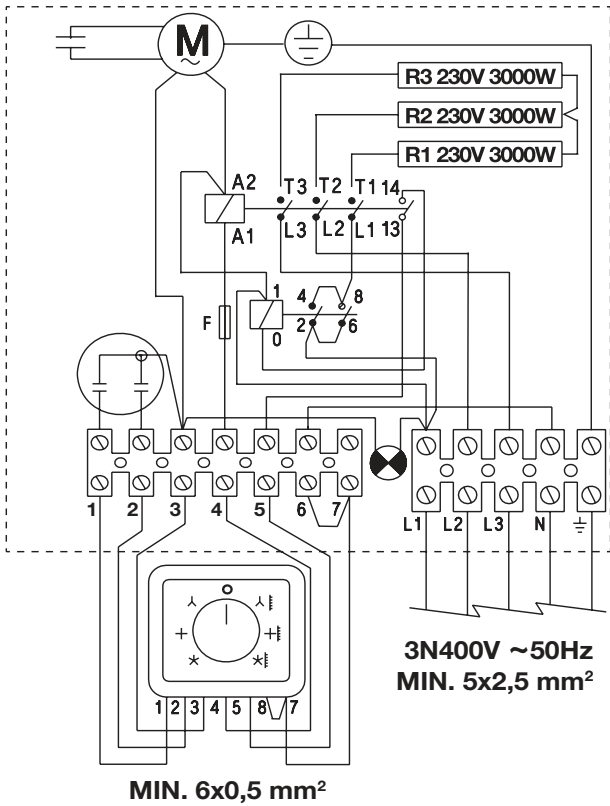 M
~
R3 230V 3000W
R2 230V 3000W
R1 230V 3000W
A2 T3 T2 T1 14
A1 L3 L2 L1 13
1 4 8
F
0 2 6
1 2 3 4 5 6 7
L1 L2 L3 N
1 2 3 4 5 8 7
3N400V ~50Hz
MIN. 5x2,5 mm²
MIN. 6x0,5 mm²